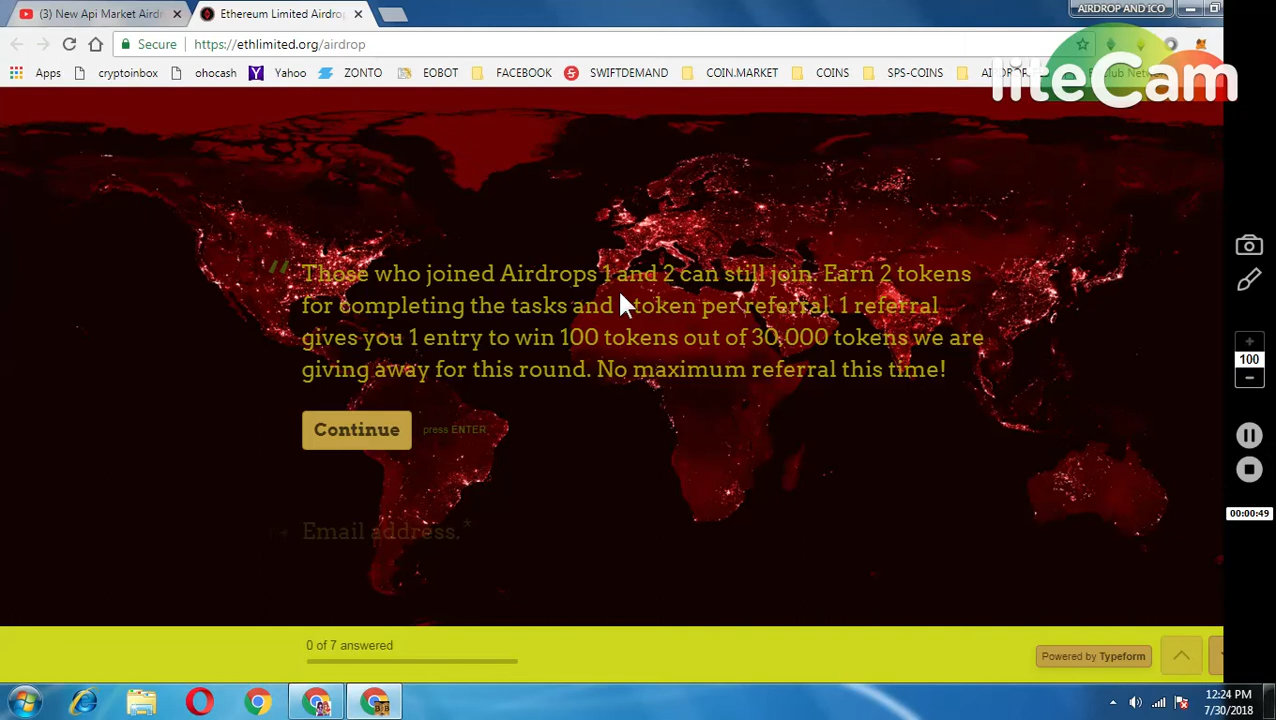 (3) New Api Market Airdr
Ethereum Limited Airdrop
AIRDROP AND ICO
Secure
https://ethlimited.org/airdrop
Apps
cryptoinbox
ohocash
Yahoo
ZONTO
EOBOT
FACEBOOK
SWIFTDEMAND
COIN.MARKET
COINS
SPS-COINS
liteCam
Those who joined Airdrops 1 and 2 can still join. Earn 2 tokens
for completing the tasks and 1 token per referral. 1 referral
gives you 1 entry to win 100 tokens out of 30,000 tokens we are
giving away for this round. No maximum referral this time!
Continue
press ENTER
Email address.*
100
00:00:49
0 of 7 answered
Powered by Typeform
12:24 PM
7/30/2018